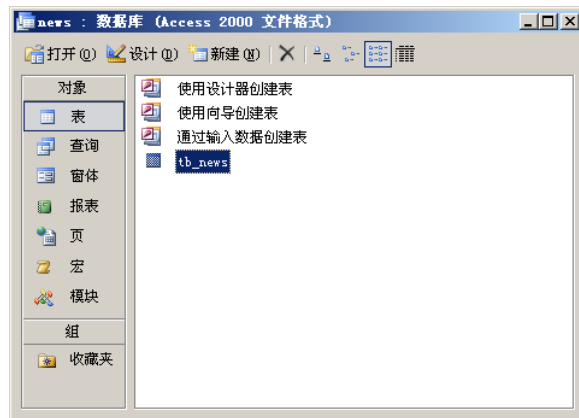 news : 数据库 (Access 2000 文件格式)
打开(O) 设计(D) 新建(N)
对象
表
查询
窗体
报表
页
宏
模块
组
收藏夹
使用设计器创建表
使用向导创建表
通过输入数据创建表
tb_news